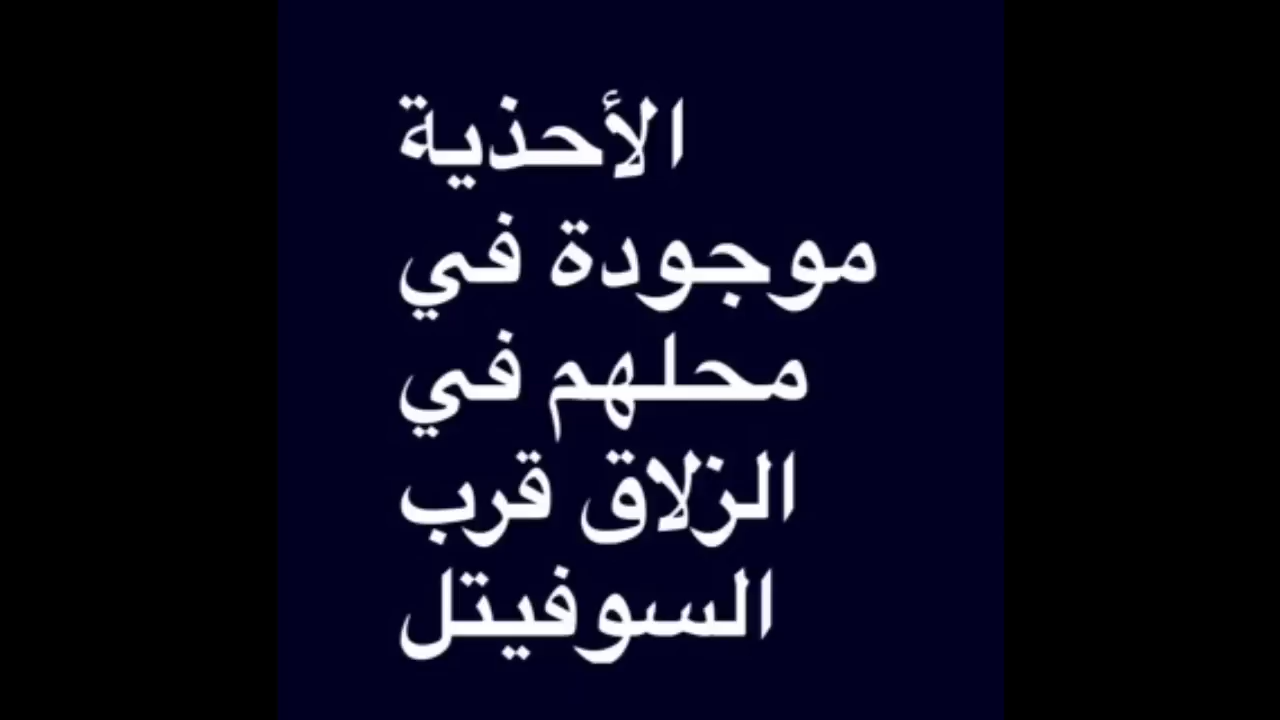 الأحذية
موجودة في
محلهم في
الزلاق قرب
السوفيتل